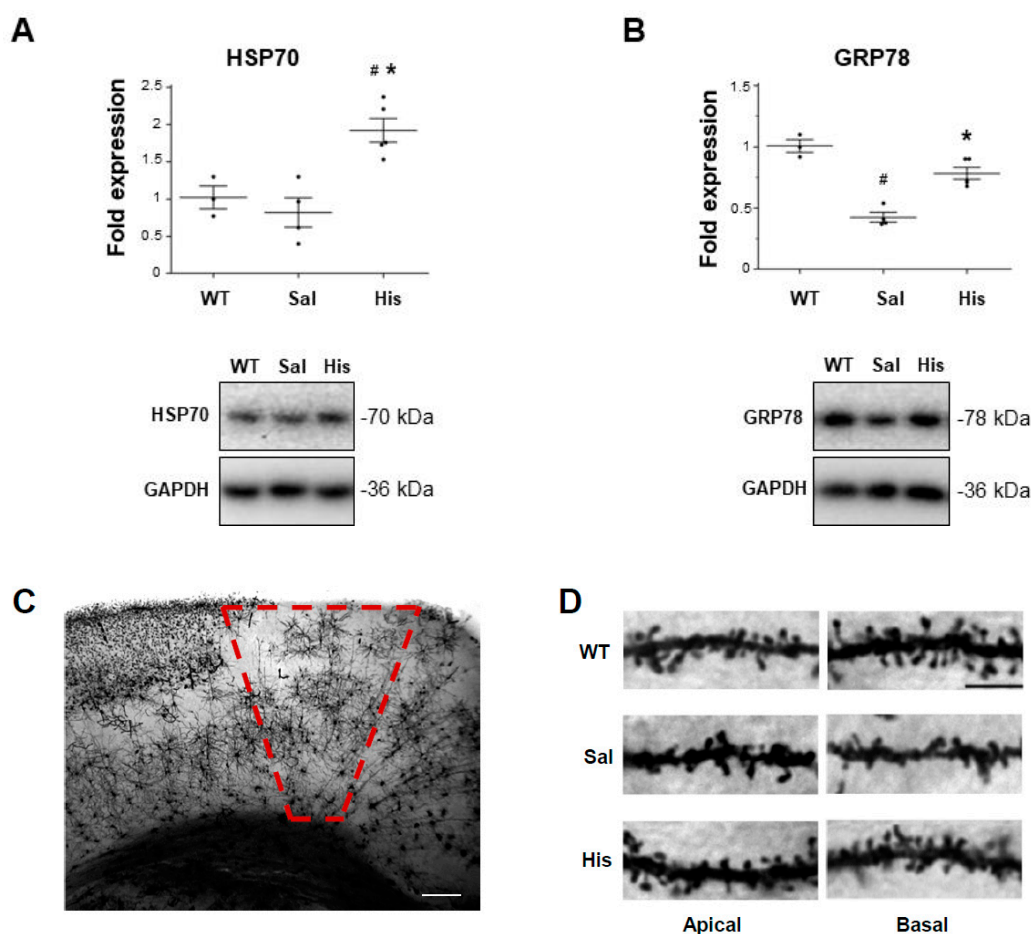 A
HSP70
Fold expression
# *
2.5
2
1.5
1
0.5
0
WT Sal His
WT Sal His
HSP70 -70 kDa
GAPDH -36 kDa
B
GRP78
Fold expression
#
*
1.5
1
0.5
0
WT Sal His
WT Sal His
GRP78 -78 kDa
GAPDH -36 kDa
C
D
WT
Sal
His
Apical Basal